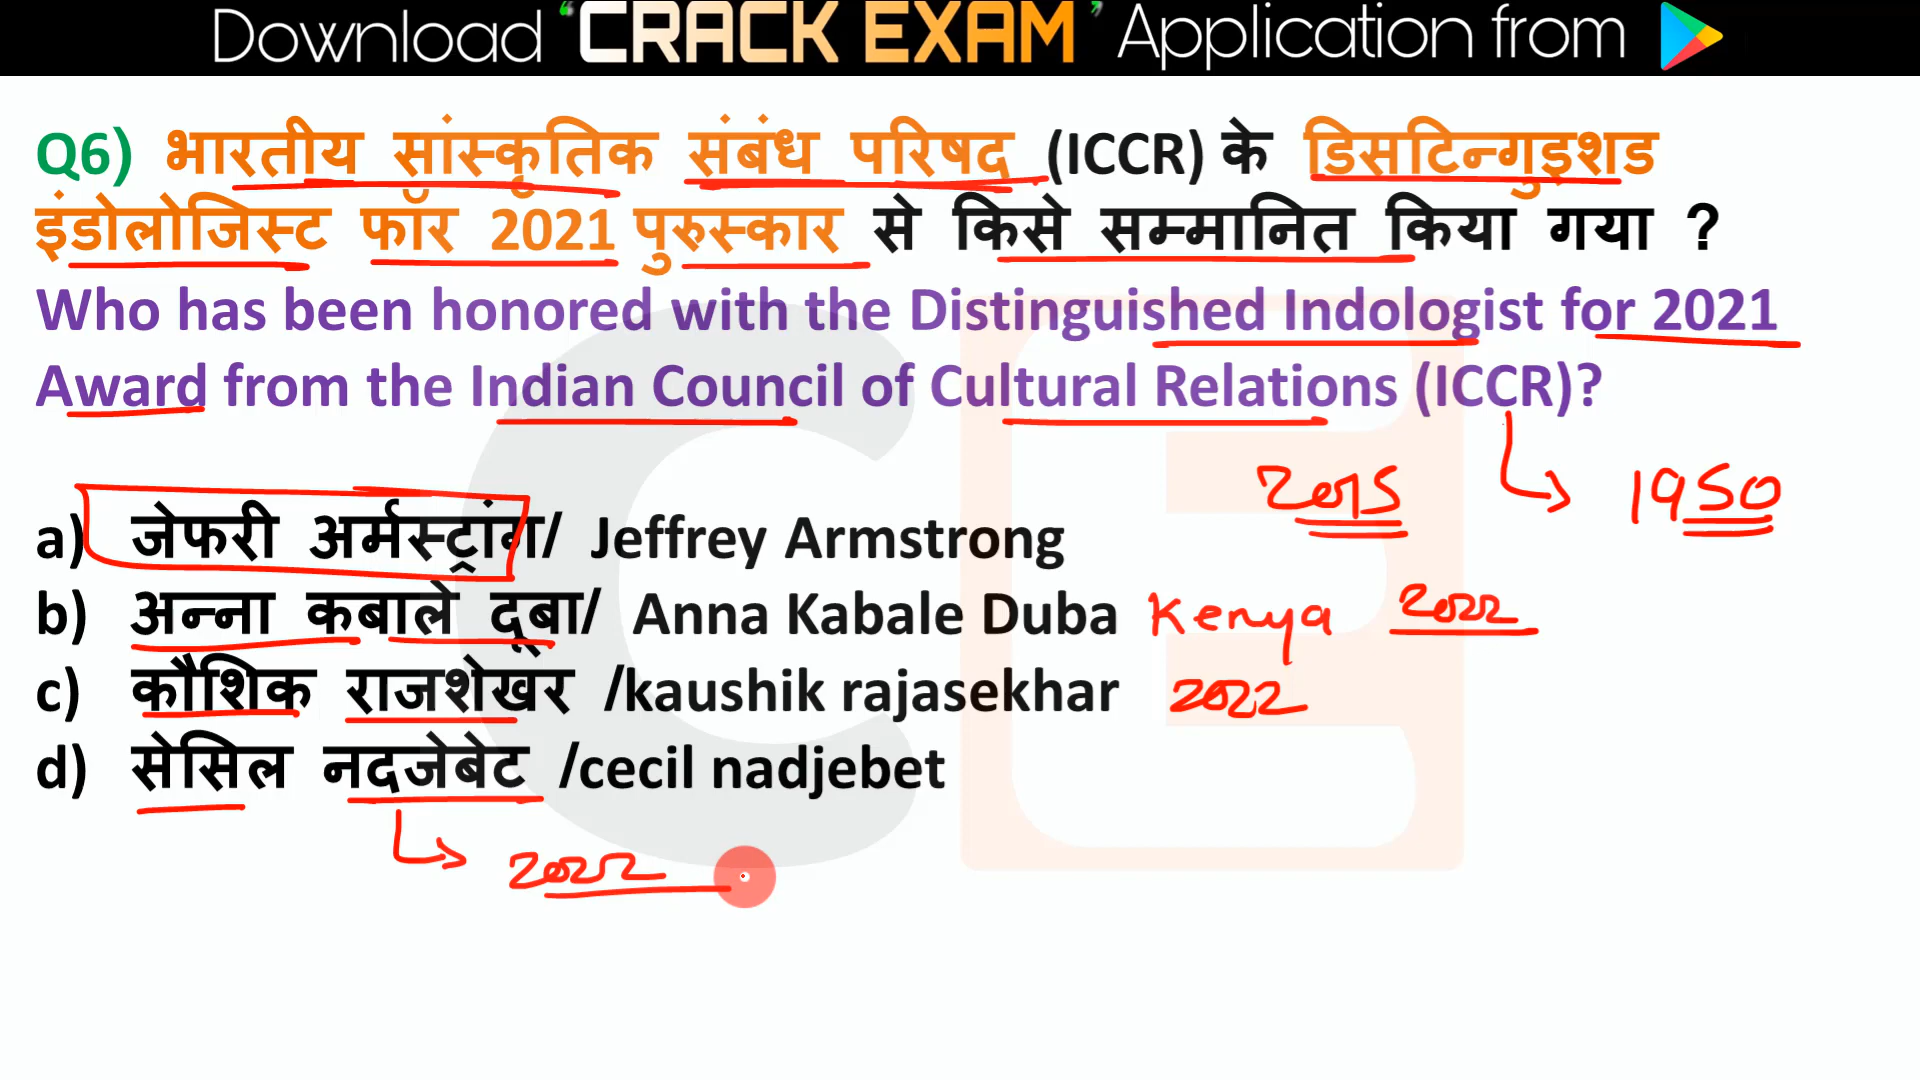 Download ‘CRACK EXAM’ Application from
Q6) भारतीय सांस्कृतिक संबंध परिषद (ICCR) के डिसटिन्गुइशड
इंडोलोजिस्ट फॉर 2021 पुरुस्कार से किसे सम्मानित किया गया ?
Who has been honored with the Distinguished Indologist for 2021
Award from the Indian Council of Cultural Relations (ICCR)?
2015 1950
a) जेफरी अर्मस्ट्रांग/ Jeffrey Armstrong
b) अन्ना कबाले दूबा/ Anna Kabale Duba Kenya 2022
c) कौशिक राजशेखर /kaushik rajasekhar 2022
d) सेसिल नदजेबेट /cecil nadjebet
2022
CE